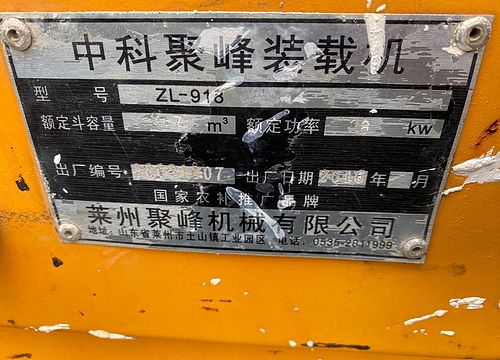 中科聚峰装载机
型 号 ZL-918
额定斗容量 m³ 额定功率 kw
出厂编号 出厂日期 年 月
国家农补推广品牌
莱州聚峰机械有限公司
地址:山东省莱州市土山镇工业园区 电话:0535-2811999